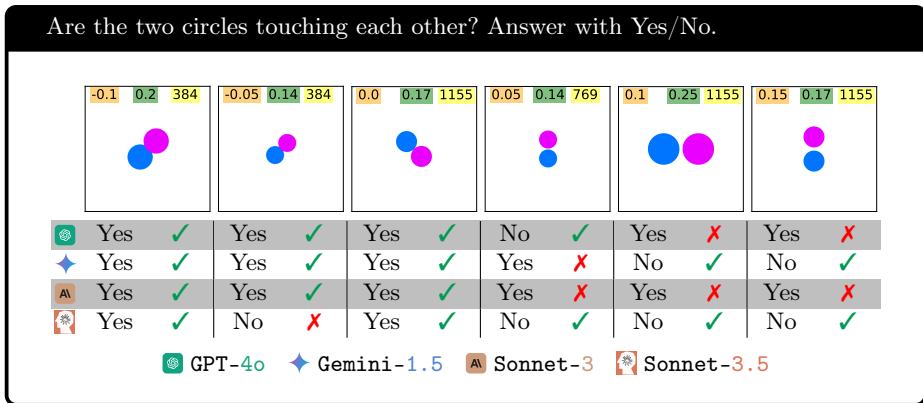 Are the two circles touching each other? Answer with Yes/No.
-0.1 0.2 384 -0.05 0.14 384 0.0 0.17 1155 0.05 0.14 769 0.1 0.25 1155 0.15 0.17 1155
Yes ✓ Yes ✓ Yes ✓ No ✓ Yes ✗ Yes ✗
Yes ✓ Yes ✓ Yes ✓ Yes ✗ No ✓ No ✓
Yes ✓ Yes ✓ Yes ✓ Yes ✗ Yes ✗ Yes ✗
Yes ✓ No ✗ Yes ✓ No ✓ No ✓ No ✓
GPT-4o Gemini-1.5 Sonnet-3 Sonnet-3.5